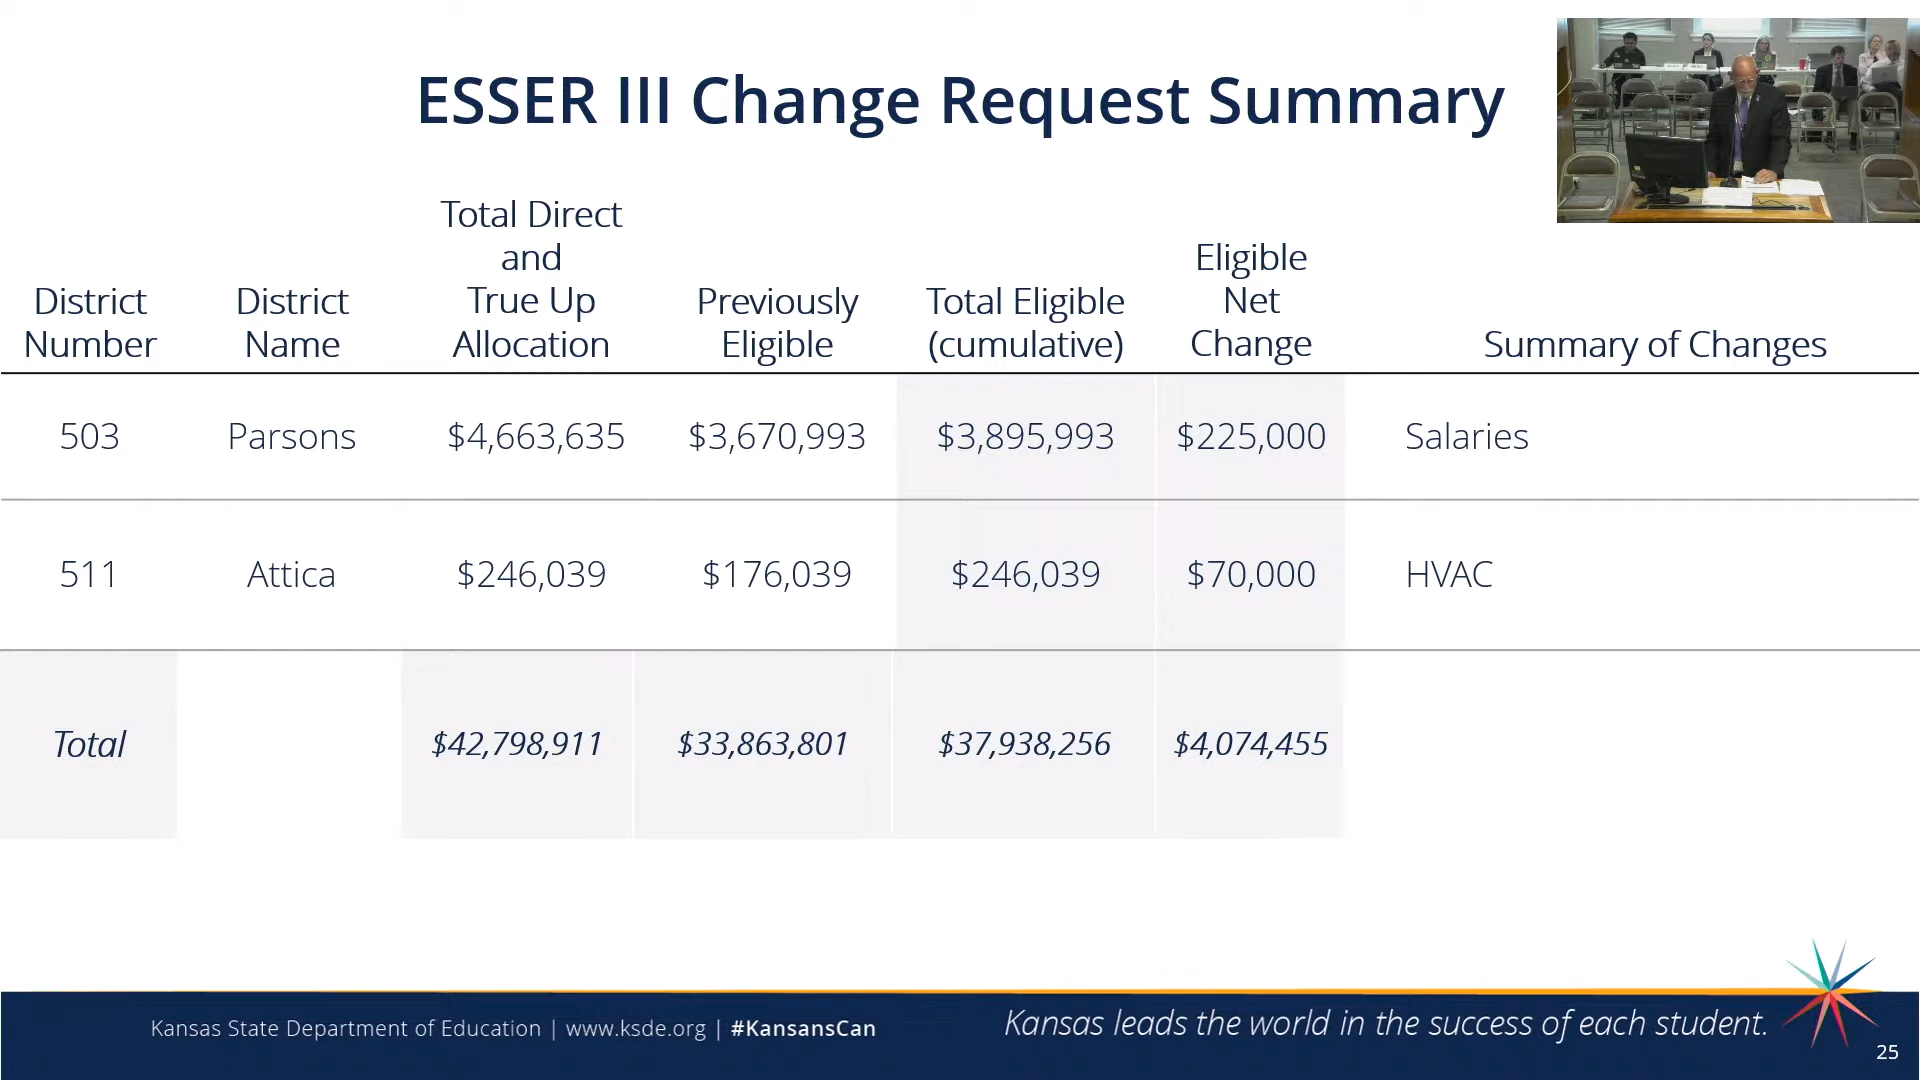 ESSER III Change Request Summary
District Number
District Name
Total Direct and True Up Allocation
Previously Eligible
Total Eligible (cumulative)
Eligible Net Change
Summary of Changes
503 Parsons $4,663,635 $3,670,993 $3,895,993 $225,000 Salaries
511 Attica $246,039 $176,039 $246,039 $70,000 HVAC
Total $42,798,911 $33,863,801 $37,938,256 $4,074,455
Kansas State Department of Education | www.ksde.org | #KansansCan
Kansas leads the world in the success of each student.
25